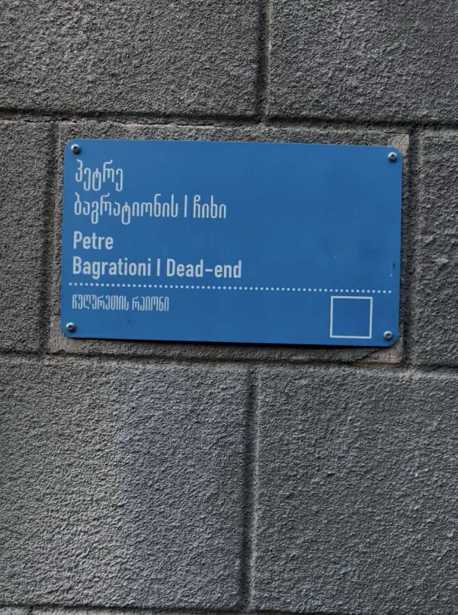 პეტრე
ბაგრატიონის I ჩიხი
Petre
Bagrationi I Dead-end
ჩუღურეთის რაიონი